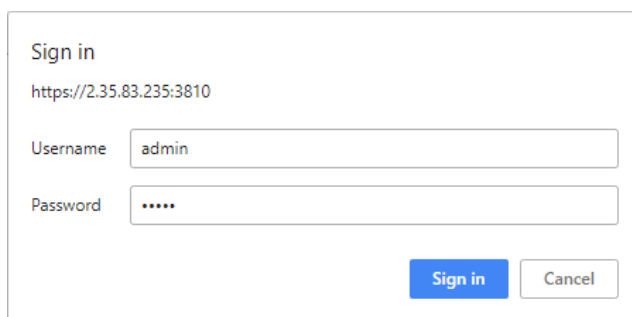 Sign in
https://2.35.83.235:3810
Username admin
Password •••••
Sign in Cancel